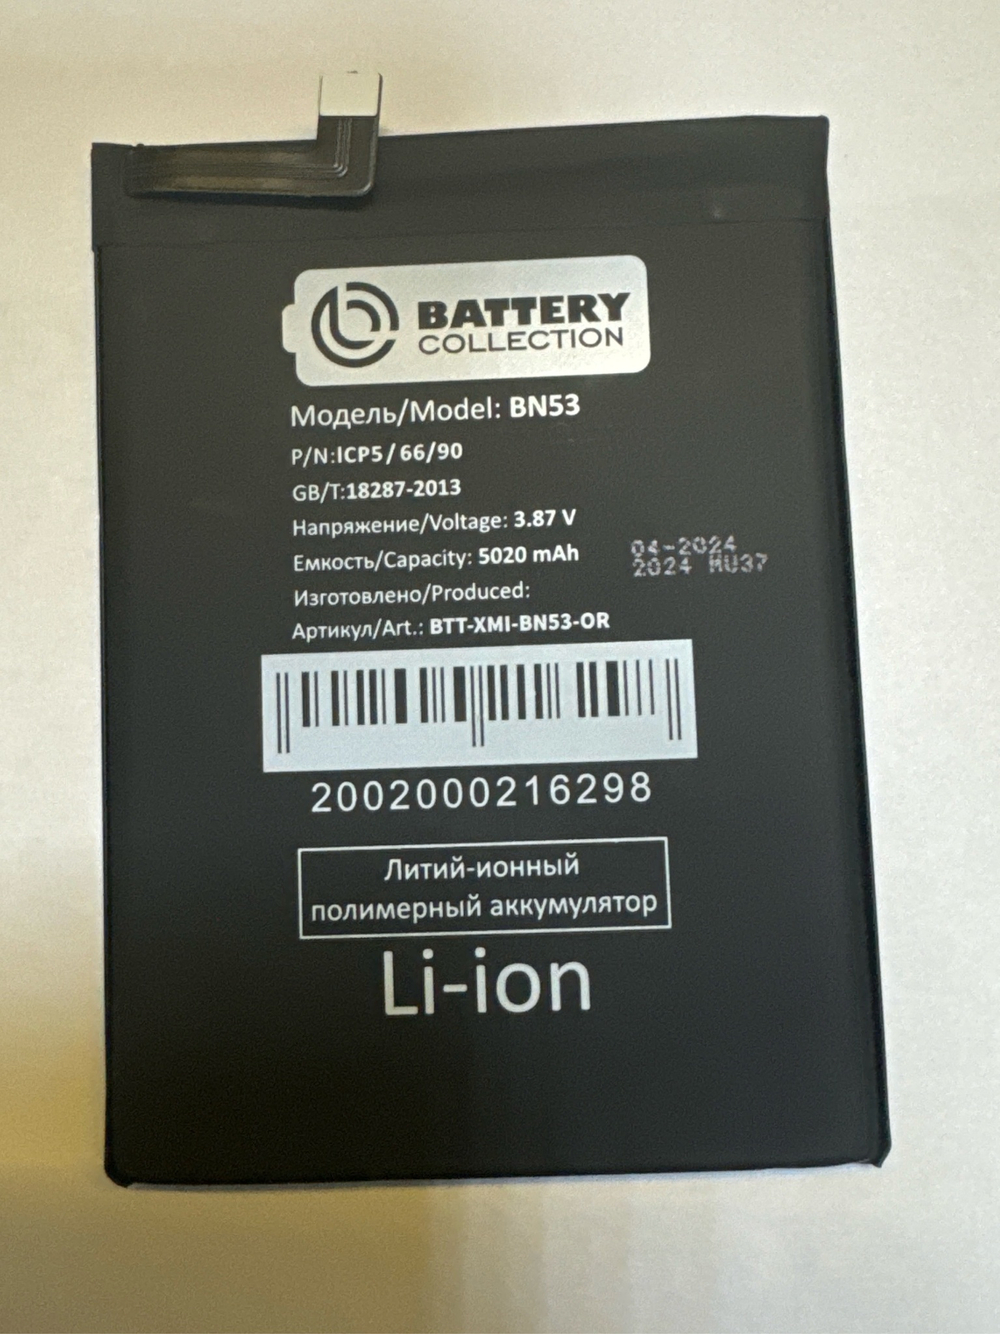 BATTERY
COLLECTION
Модель/Model: BN53
P/N:ICP5/66/90
GB/T:18287-2013
Напряжение/Voltage: 3.87 V
Емкость/Capacity: 5020 mAh
04-2024
2024 MU37
Изготовлено/Produced:
Артикул/Art.: BTT-XMI-BN53-OR
2002000216298
Литий-ионный
полимерный аккумулятор
Li-ion